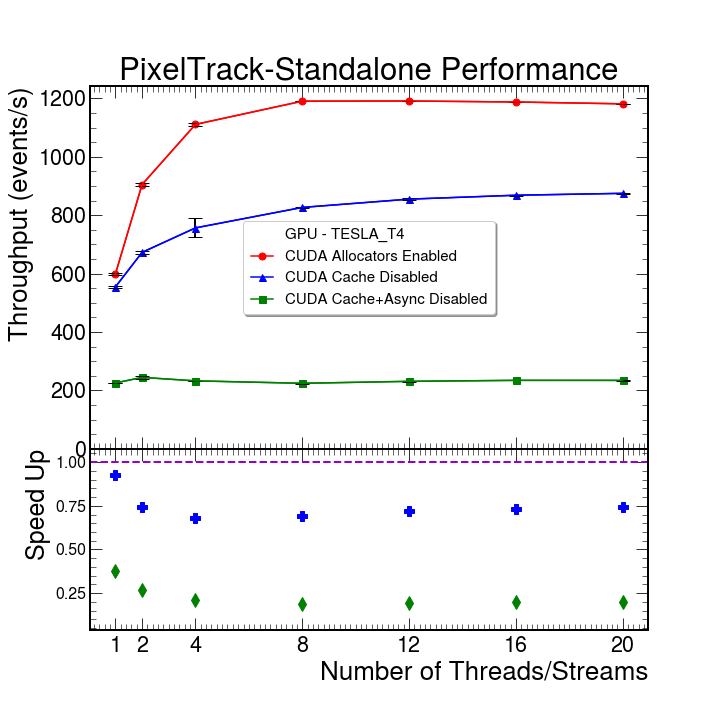 PixelTrack-Standalone Performance
Throughput (events/s)
1200
1000
800
600
400
200
0
GPU - TESLA_T4
CUDA Allocators Enabled
CUDA Cache Disabled
CUDA Cache+Async Disabled
Speed Up
1.00
0.75
0.50
0.25
1 2 4 8 12 16 20
Number of Threads/Streams